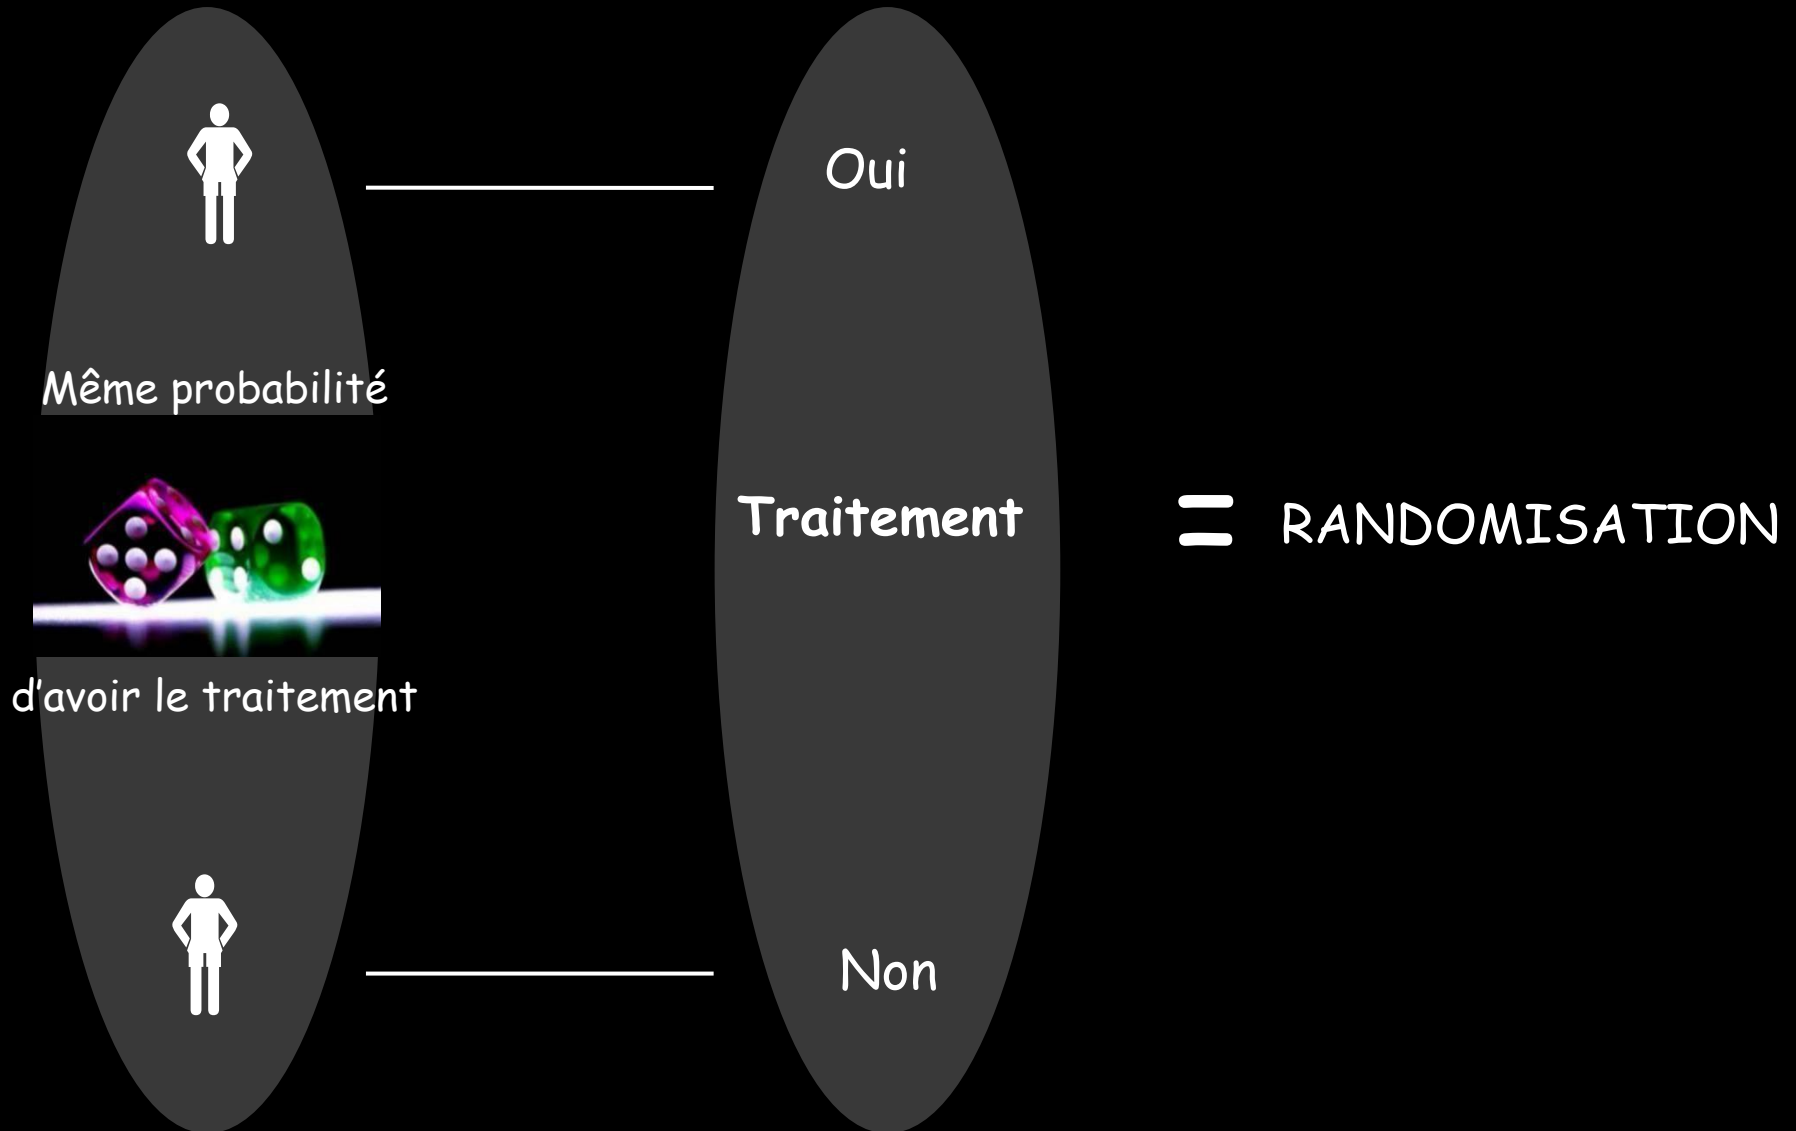 Oui
Même probabilité
Traitement
= RANDOMISATION
d'avoir le traitement
Non